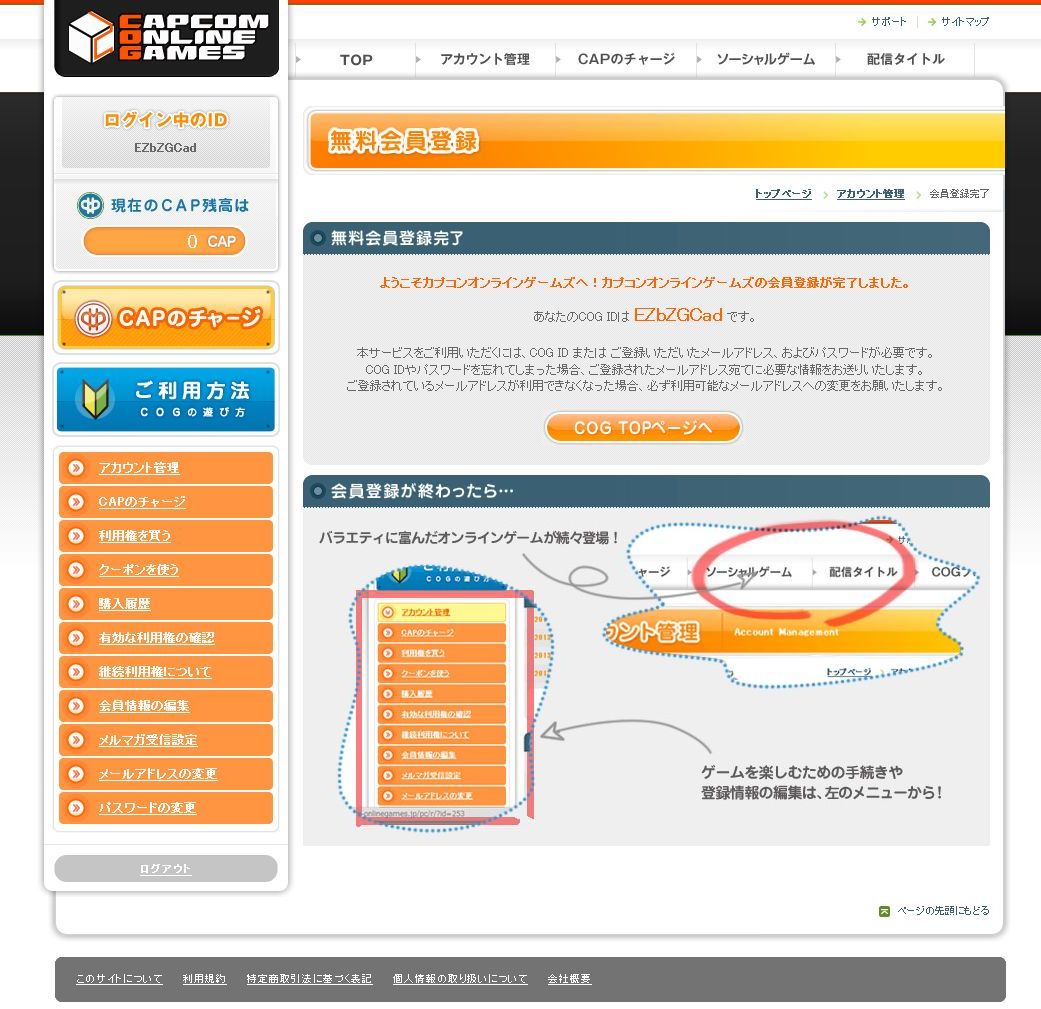 CAPCOM
ONLINE
GAMES
サポート
サイトマップ
TOP
アカウント管理
CAPのチャージ
ソーシャルゲーム
配信タイトル
ログイン中のID
EZbZGCad
現在のCAP残高は
0 CAP
CAPのチャージ
ご利用方法
COGの遊び方
アカウント管理
CAPのチャージ
利用権を買う
クーポンを使う
購入履歴
有効な利用権の確認
継続利用権について
会員情報の編集
メルマガ受信設定
メールアドレスの変更
パスワードの変更
ログアウト
無料会員登録
トップページ
アカウント管理
会員登録完了
無料会員登録完了
ようこそカプコンオンラインゲームズへ!カプコンオンラインゲームズの会員登録が完了しました。
あなたのCOG IDは EZbZGCad です。
本サービスをご利用いただくには、COG ID または ご登録いただいたメールアドレス、およびパスワードが必要です。
COG IDやパスワードを忘れてしまった場合、ご登録されたメールアドレス宛てに必要な情報をお送りいたします。
ご登録されているメールアドレスが利用できなくなった場合、必ず利用可能なメールアドレスへの変更をお願いたします。
COG TOPページへ
会員登録が終わったら…
バラエティに富んだオンラインゲームが続々登場!
ャージ
ソーシャルゲーム
配信タイトル
COG
ウント管理
Account Management
トップページ
COGの遊び方
アカウント管理
CAPのチャージ
利用権を買う
クーポンを使う
購入履歴
有効な利用権の確認
継続利用権について
会員情報の編集
メルマガ受信設定
メールアドレスの変更
onlinegames.jp/pc/r/?id=253
ゲームを楽しむための手続きや
登録情報の編集は、左のメニューから!
ページの先頭にもどる
このサイトについて
利用規約
特定商取引法に基づく表記
個人情報の取り扱いについて
会社概要